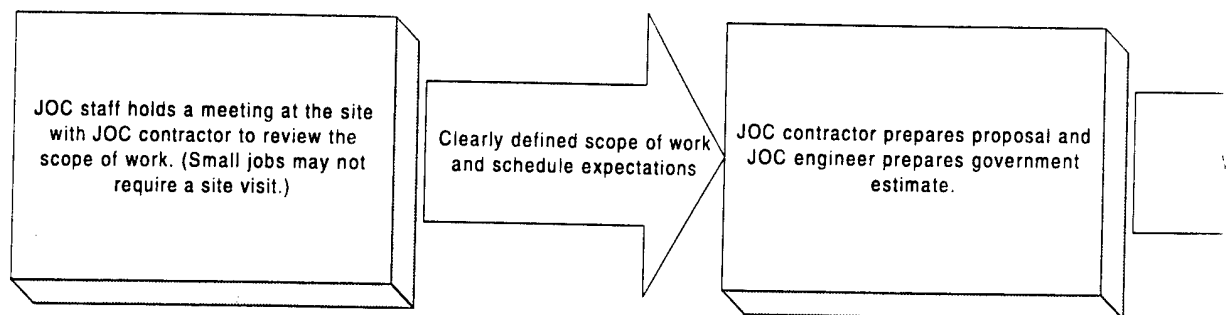 JOC staff holds a meeting at the site
with JOC contractor to review the
scope of work. (Small jobs may not
require a site visit.)
Clearly defined scope of work
and schedule expectations
JOC contractor prepares proposal and
JOC engineer prepares government
estimate.